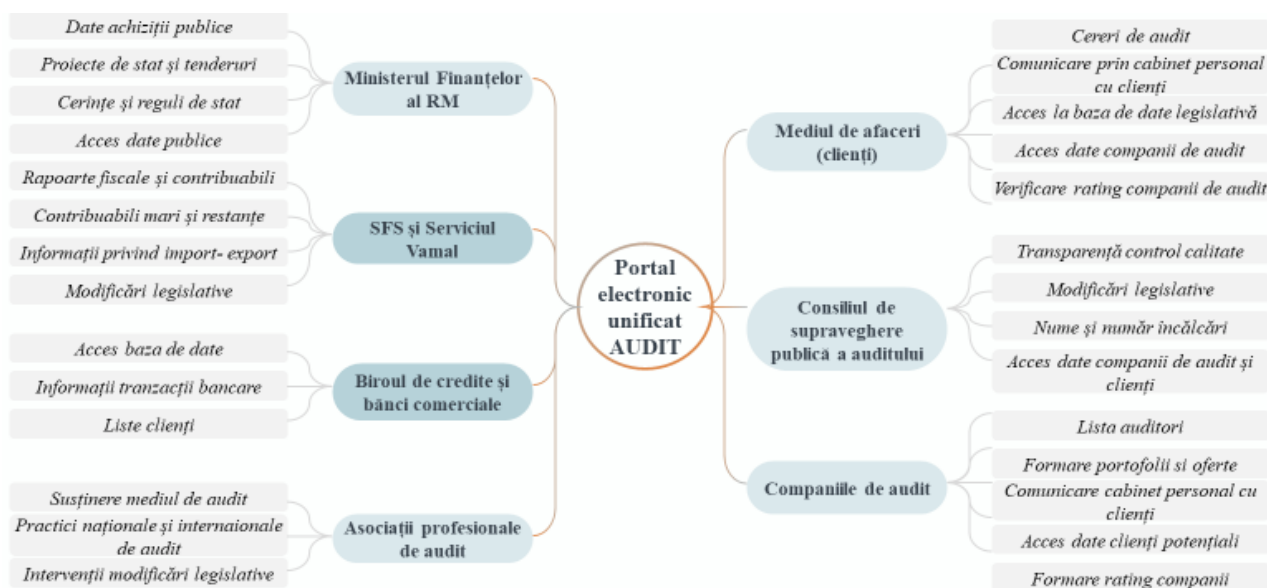 Date achiziții publice
Proiecte de stat și tenderuri
Cerințe și reguli de stat
Acces date publice
Ministerul Finanțelor
al RM
Rapoarte fiscale și contribuabili
Contribuabili mari și restanțe
Informații privind import- export
Modificări legislative
SFS și Serviciul
Vamal
Acces baza de date
Informații tranzacții bancare
Liste clienți
Biroul de credite și
bănci comerciale
Susținere mediul de audit
Practici naționale și internaionale
de audit
Intervenții modificări legislative
Asociații profesionale
de audit
Portal
electronic
unificat
AUDIT
Mediul de afaceri
(clienți)
Cereri de audit
Comunicare prin cabinet personal
cu clienți
Acces la baza de date legislativă
Acces date companii de audit
Verificare rating companii de audit
Consiliul de
supraveghere
publică a auditului
Transparență control calitate
Modificări legislative
Nume și număr încălcări
Acces date companii de audit și
clienți
Companiile de audit
Lista auditori
Formare portofolii si oferte
Comunicare cabinet personal cu
clienți
Acces date clienți potențiali
Formare rating companii